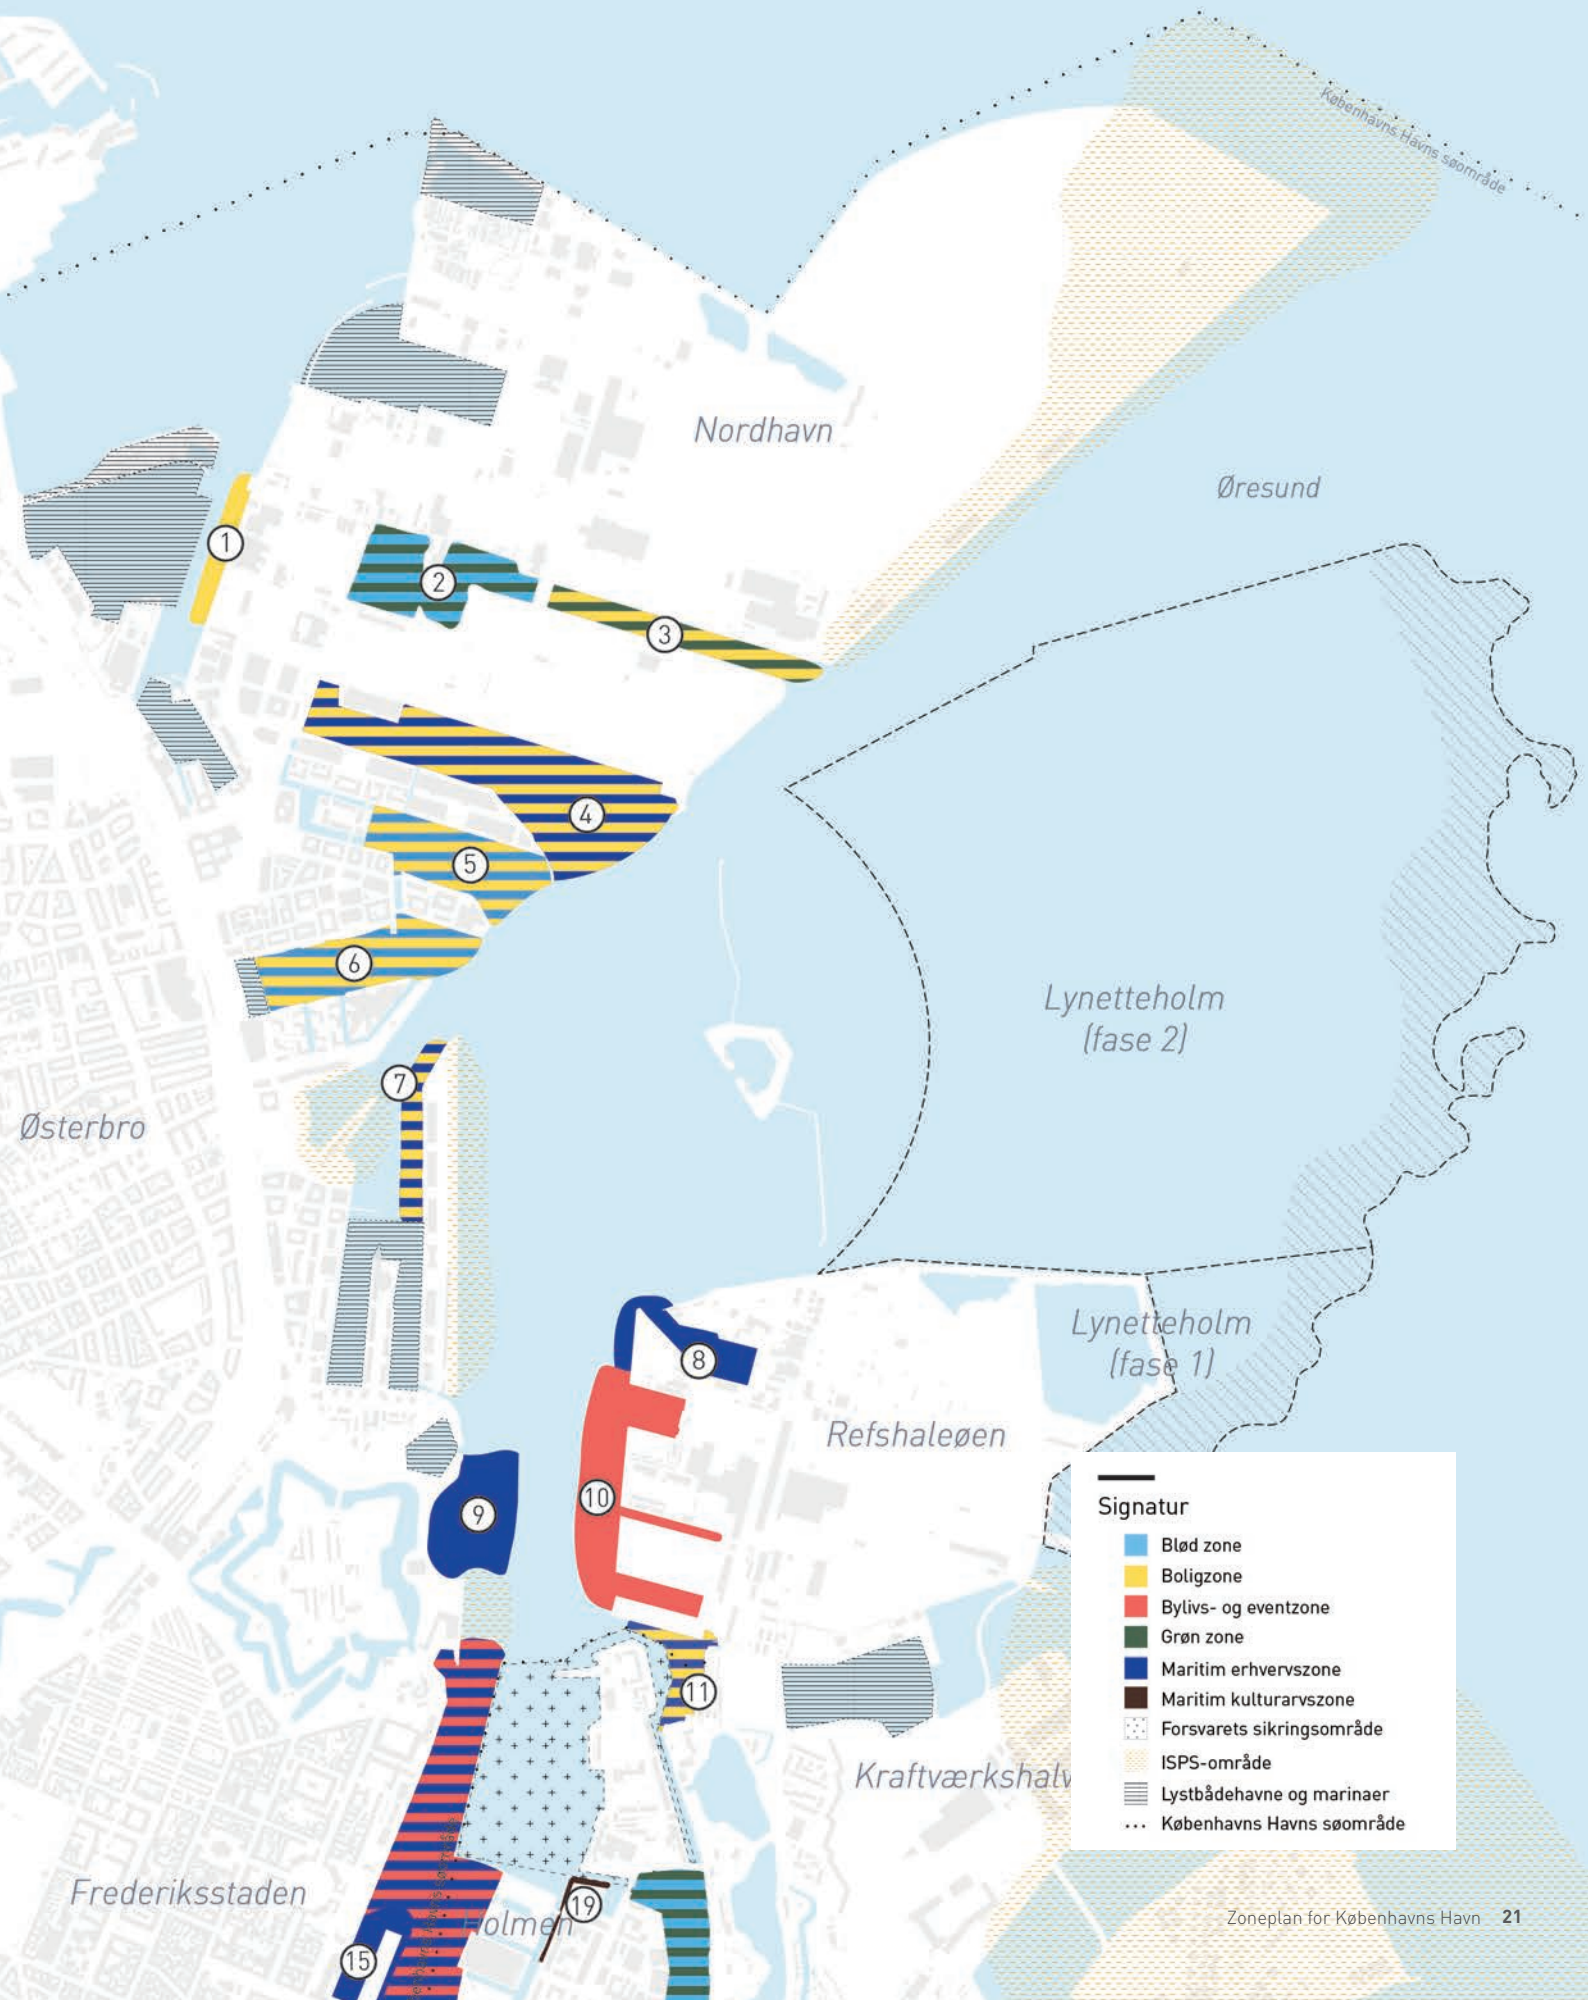 Københavns Havns søområde
Nordhavn
Øresund
1
2
3
4
5
6
Lynetteholm
(fase 2)
7
Østerbro
8
Lynetteholm
(fase 1)
Refshaleøen
9
10
Signatur
Blød zone
Boligzone
Bylivs- og eventzone
Grøn zone
Maritim erhvervszone
Maritim kulturarvszone
Forsvarets sikringsområde
ISPS-område
Lystbådehavne og marinaer
Københavns Havns søområde
11
Kraftværkshalv
Frederiksstaden
Holmen
19
15
Zoneplan for Københavns Havn 21